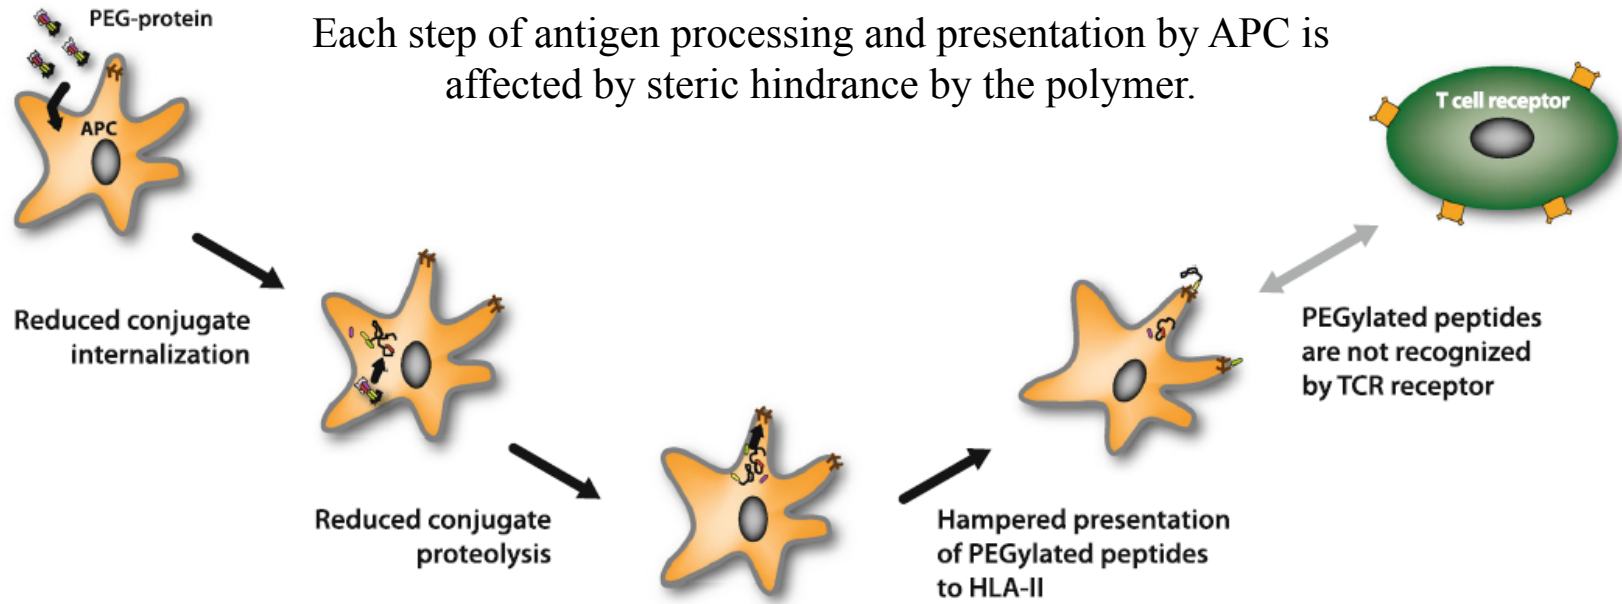 PEG-protein
Each step of antigen processing and presentation by APC is
affected by steric hindrance by the polymer.
APC
T cell receptor
Reduced conjugate
internalization
PEGylated peptides
are not recognized
by TCR receptor
Reduced conjugate
proteolysis
Hampered presentation
of PEGylated peptides
to HLA-II